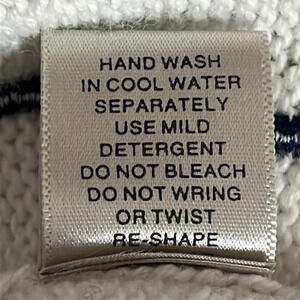 HAND WASH
IN COOL WATER
SEPARATELY
USE MILD
DETERGENT
DO NOT BLEACH
DO NOT WRING
OR TWIST
RE-SHAPE